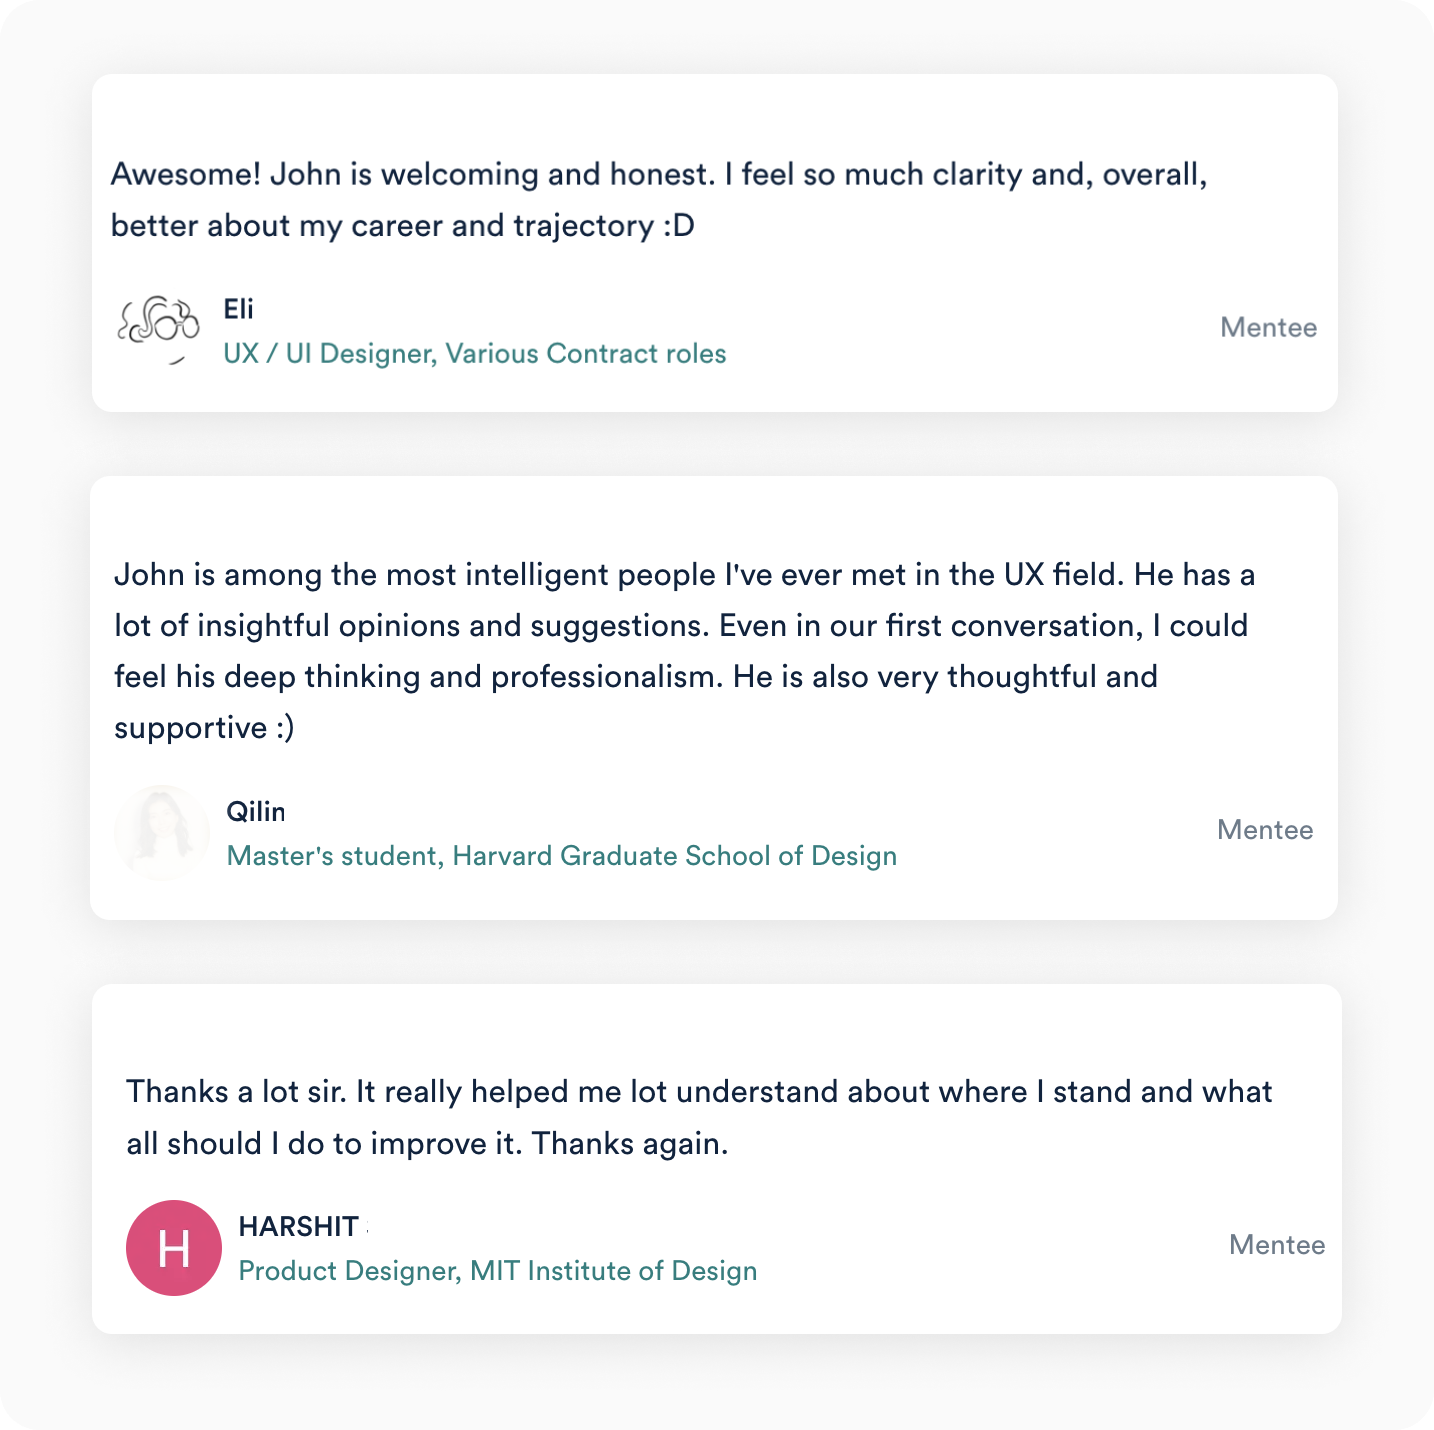 Awesome! John is welcoming and honest. I feel so much clarity and, overall,
better about my career and trajectory :D
Eli
UX / UI Designer, Various Contract roles
Mentee
John is among the most intelligent people I've ever met in the UX field. He has a
lot of insightful opinions and suggestions. Even in our first conversation, I could
feel his deep thinking and professionalism. He is also very thoughtful and
supportive :)
Qilin
Master's student, Harvard Graduate School of Design
Mentee
Thanks a lot sir. It really helped me lot understand about where I stand and what
all should I do to improve it. Thanks again.
H
HARSHIT
Product Designer, MIT Institute of Design
Mentee